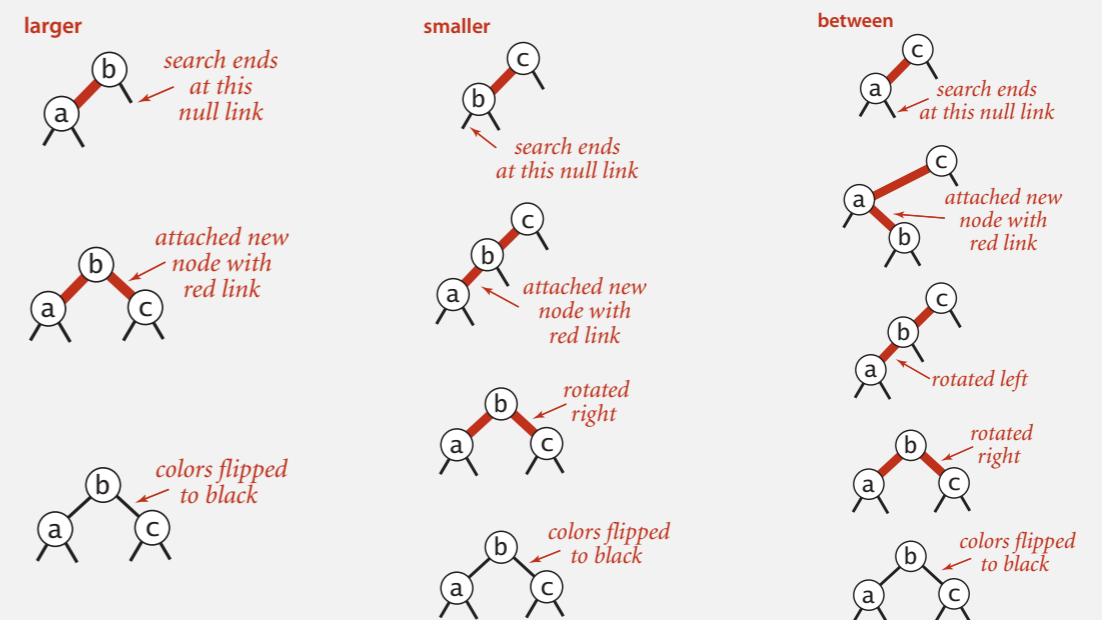 larger
b
search ends
at this
null link
a
attached new
node with
red link
b
a
c
colors flipped
to black
b
a
c
smaller
c
b
search ends
at this null link
c
b
a
attached new
node with
red link
rotated
right
b
a
c
colors flipped
to black
b
a
c
between
c
a
search ends
at this null link
c
a
attached new
node with
red link
b
c
b
a
rotated left
rotated
right
b
a
c
colors flipped
to black
b
a
c